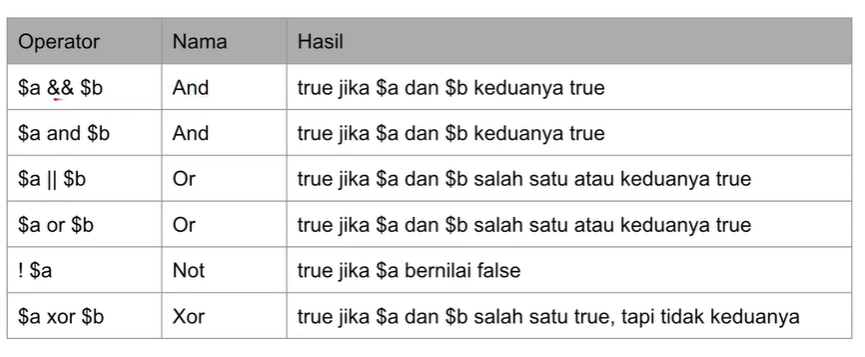 Operator Nama Hasil
$a && $b And true jika $a dan $b keduanya true
$a and $b And true jika $a dan $b keduanya true
$a || $b Or true jika $a dan $b salah satu atau keduanya true
$a or $b Or true jika $a dan $b salah satu atau keduanya true
! $a Not true jika $a bernilai false
$a xor $b Xor true jika $a dan $b salah satu true, tapi tidak keduanya